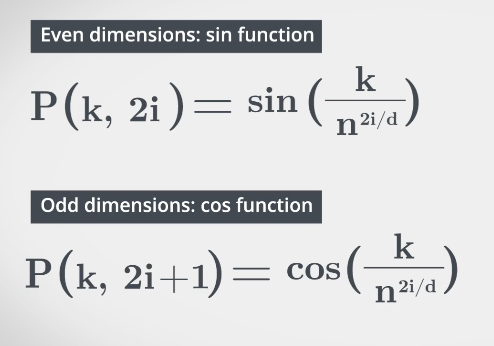 Even dimensions: sin function
P(k, 2i) = sin(k/n^{2i/d})
Odd dimensions: cos function
P(k, 2i+1) = cos(k/n^{2i/d})